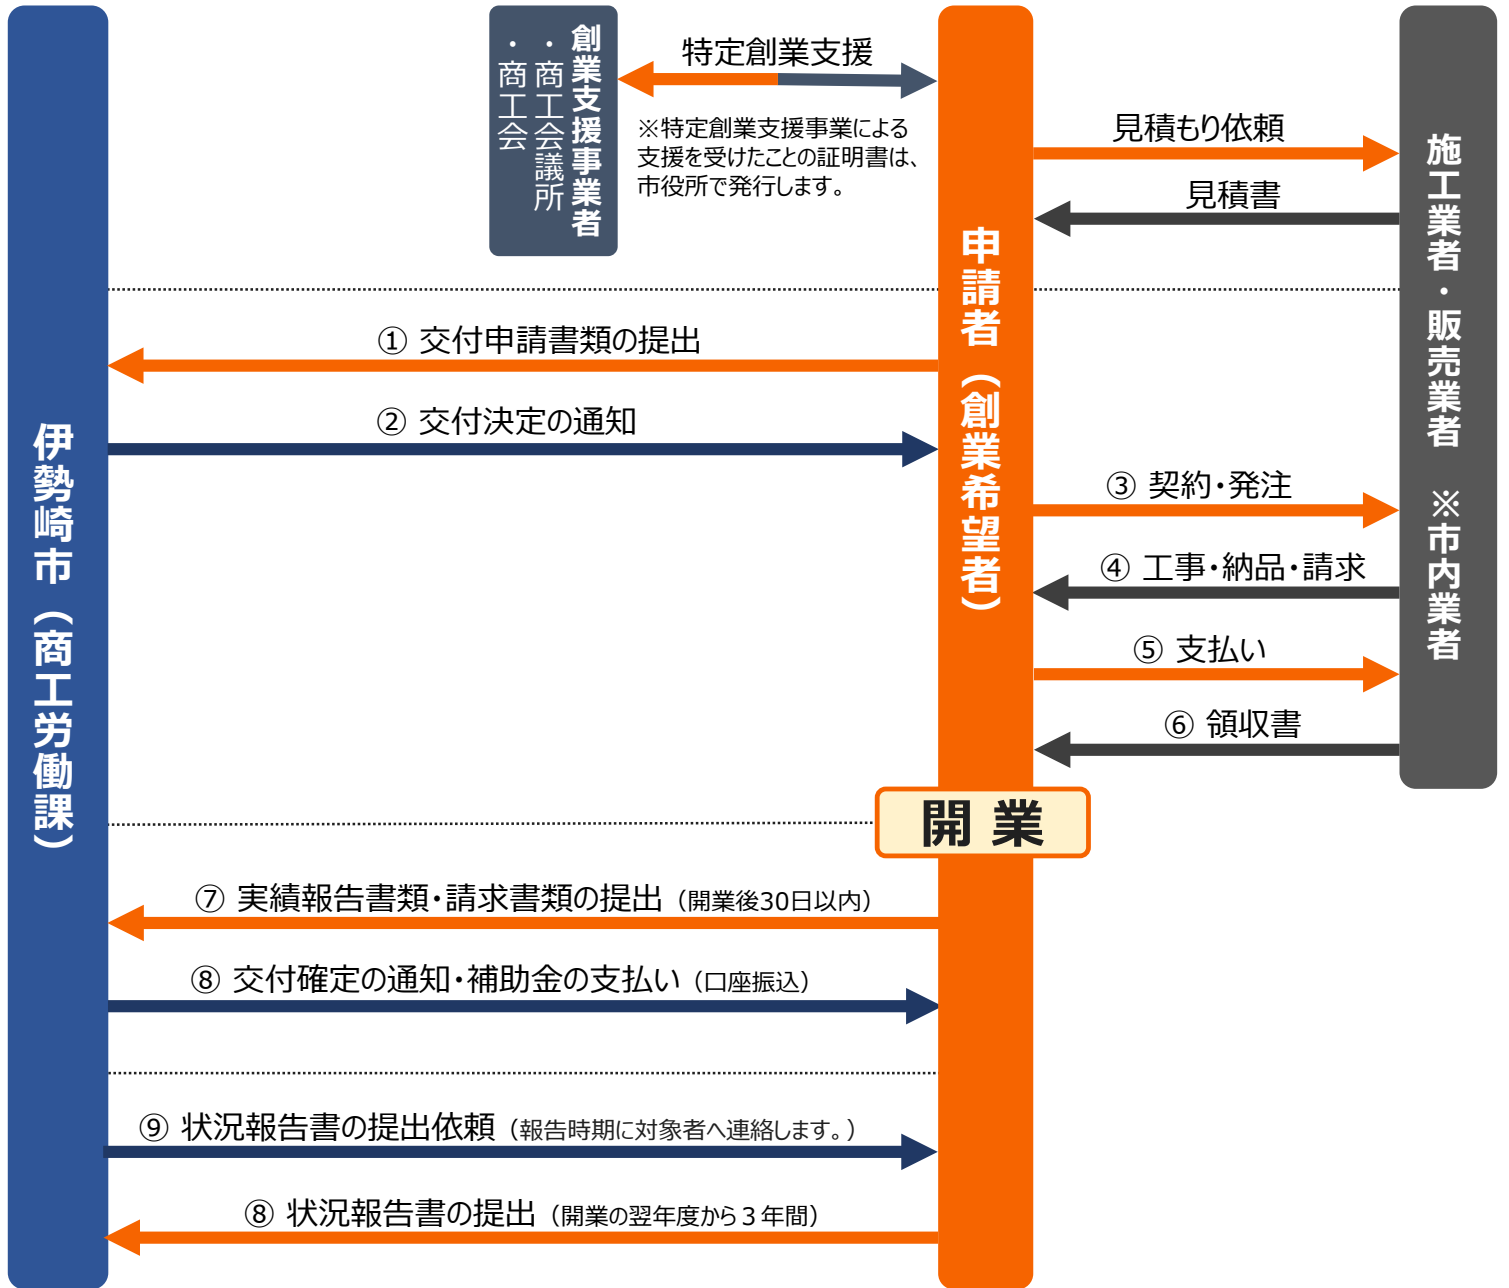 創業支援事業者
・商工会議所
・商工会
特定創業支援
※特定創業支援事業による
支援を受けたことの証明書は、
市役所で発行します。
見積もり依頼
見積書
施工業者・販売業者　※市内業者
申請者（創業希望者）
伊勢崎市（商工労働課）
① 交付申請書類の提出
② 交付決定の通知
③ 契約・発注
④ 工事・納品・請求
⑤ 支払い
⑥ 領収書
開 業
⑦ 実績報告書類・請求書類の提出（開業後30日以内）
⑧ 交付確定の通知・補助金の支払い（口座振込）
⑨ 状況報告書の提出依頼（報告時期に対象者へ連絡します。）
⑧ 状況報告書の提出（開業の翌年度から３年間）